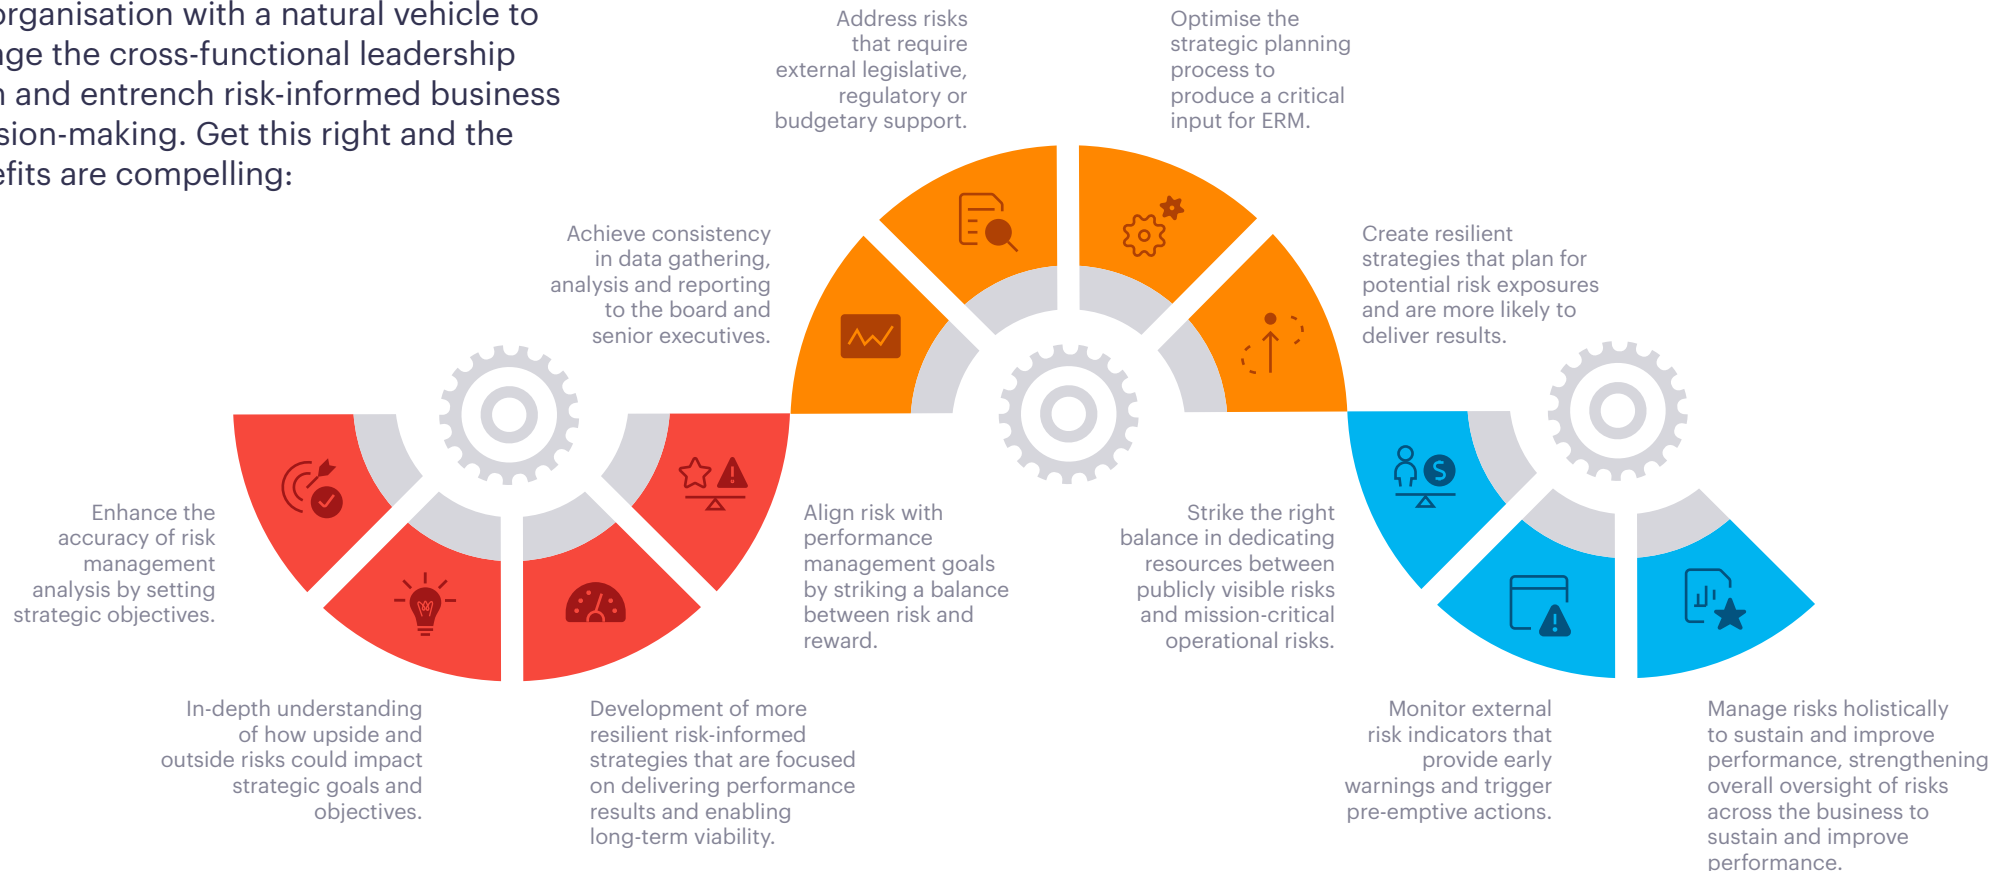 organisation with a natural vehicle to
the cross-functional leadership
and entrench risk-informed business
Get this right and the
are compelling:
Enhance the
accuracy of risk
management
analysis by setting
strategic objectives.
In-depth understanding
of how upside and
outside risks could impact
strategic goals and
objectives.
Development of more
resilient risk-informed
strategies that are focused
on delivering performance
results and enabling
long-term viability.
Align risk with
performance
management goals
by striking a balance
between risk and
reward.
Achieve consistency
in data gathering,
analysis and reporting
to the board and
senior executives.
Address risks
that require
external legislative,
regulatory or
budgetary support.
Optimise the
strategic planning
process to
produce a critical
input for ERM.
Create resilient
strategies that plan for
potential risk exposures
and are more likely to
deliver results.
Strike the right
balance in dedicating
resources between
publicly visible risks
and mission-critical
operational risks.
Monitor external
risk indicators that
provide early
warnings and trigger
pre-emptive actions.
Manage risks holistically
to sustain and improve
performance, strengthening
overall oversight of risks
across the business to
sustain and improve
performance.